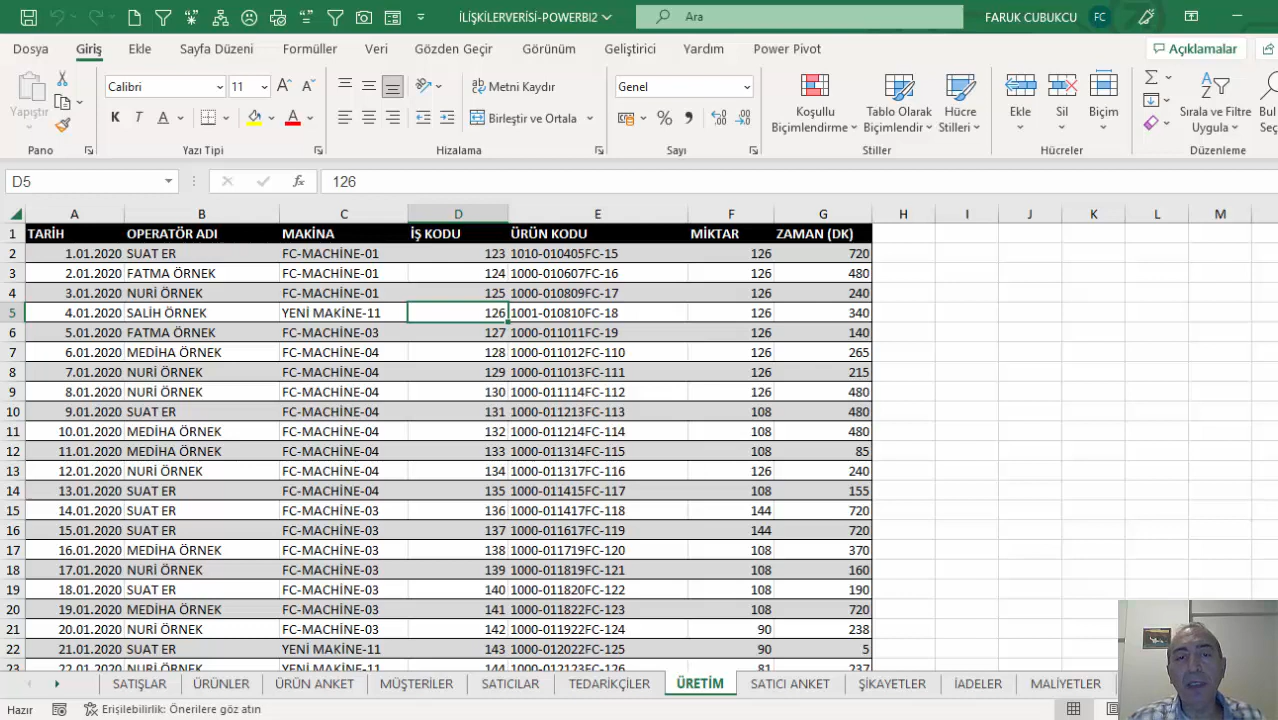 İLİŞKİLERVERİSİ-POWERBI2
Ara
FARUK CUBUKCU
FC
Dosya
Giriş
Ekle
Sayfa Düzeni
Formüller
Veri
Gözden Geçir
Görünüm
Geliştirici
Yardım
Power Pivot
Açıklamalar
Yapıştır
Calibri
11
K T A
Metni Kaydır
Birleştir ve Ortala
Genel
Koşullu Biçimlendirme
Tablo Olarak Biçimlendir
Hücre Stilleri
Ekle
Sil
Biçim
Sırala ve Filtre Uygula
Bul
Pano
Yazı Tipi
Hizalama
Sayı
Stiller
Hücreler
Düzenleme
D5
fx
126
A B C D E F G H I J K L M
1 TARİH OPERATÖR ADI MAKİNA İŞ KODU ÜRÜN KODU MİKTAR ZAMAN (DK)
2 1.01.2020 SUAT ER FC-MACHİNE-01 123 1010-010405FC-15 126 720
3 2.01.2020 FATMA ÖRNEK FC-MACHİNE-01 124 1000-010607FC-16 126 480
4 3.01.2020 NURİ ÖRNEK FC-MACHİNE-01 125 1000-010809FC-17 126 240
5 4.01.2020 SALİH ÖRNEK YENİ MAKİNE-11 126 1001-010810FC-18 126 340
6 5.01.2020 FATMA ÖRNEK FC-MACHİNE-03 127 1000-011011FC-19 126 140
7 6.01.2020 MEDİHA ÖRNEK FC-MACHİNE-04 128 1000-011012FC-110 126 265
8 7.01.2020 NURİ ÖRNEK FC-MACHİNE-04 129 1000-011013FC-111 126 215
9 8.01.2020 NURİ ÖRNEK FC-MACHİNE-04 130 1000-011114FC-112 126 480
10 9.01.2020 SUAT ER FC-MACHİNE-04 131 1000-011213FC-113 108 480
11 10.01.2020 MEDİHA ÖRNEK FC-MACHİNE-04 132 1000-011214FC-114 108 480
12 11.01.2020 MEDİHA ÖRNEK FC-MACHİNE-04 133 1000-011314FC-115 108 85
13 12.01.2020 NURİ ÖRNEK FC-MACHİNE-04 134 1000-011317FC-116 126 240
14 13.01.2020 SUAT ER FC-MACHİNE-04 135 1000-011415FC-117 108 155
15 14.01.2020 SUAT ER FC-MACHİNE-03 136 1000-011417FC-118 144 720
16 15.01.2020 SUAT ER FC-MACHİNE-03 137 1000-011617FC-119 144 720
17 16.01.2020 MEDİHA ÖRNEK FC-MACHİNE-03 138 1000-011719FC-120 108 370
18 17.01.2020 NURİ ÖRNEK FC-MACHİNE-03 139 1000-011819FC-121 108 160
19 18.01.2020 SUAT ER FC-MACHİNE-03 140 1000-011820FC-122 108 190
20 19.01.2020 MEDİHA ÖRNEK FC-MACHİNE-03 141 1000-011822FC-123 108 720
21 20.01.2020 NURİ ÖRNEK FC-MACHİNE-03 142 1000-011922FC-124 90 238
22 21.01.2020 SUAT ER YENİ MAKİNE-11 143 1000-012022FC-125 90 5
23 22.01.2020 NURİ ÖRNEK YENİ MAKİNE-11 144 1000-012123FC-126 81 237
SATIŞLAR
ÜRÜNLER
ÜRÜN ANKET
MÜŞTERİLER
SATICILAR
TEDARİKÇİLER
ÜRETİM
SATICI ANKET
ŞİKAYETLER
İADELER
MALİYETLER
Hazır
Erişilebilirlik: Önerilere göz atın